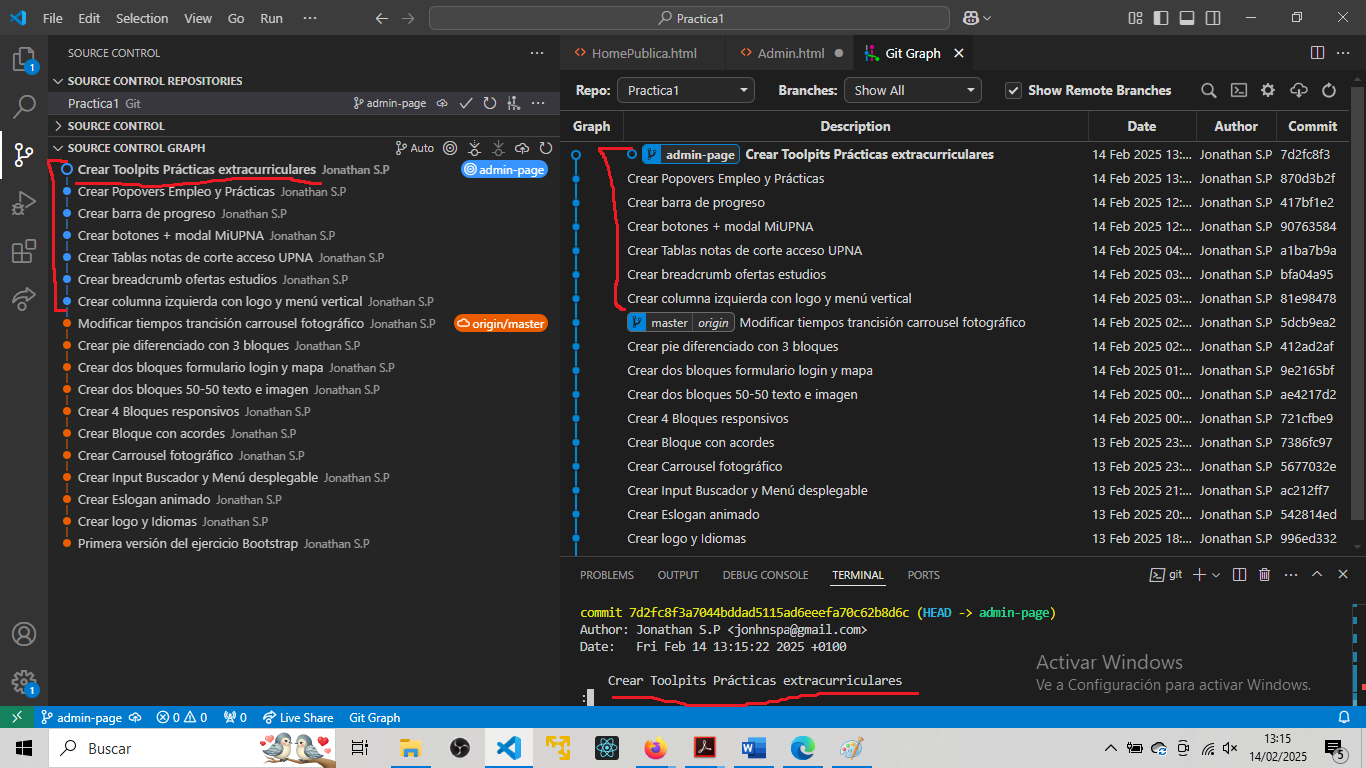 File Edit Selection View Go Run ··· Practica1
SOURCE CONTROL ···
SOURCE CONTROL REPOSITORIES
Practica1 Git admin-page ···
SOURCE CONTROL
SOURCE CONTROL GRAPH Auto
Crear Toolpits Prácticas extracurriculares Jonathan S.P admin-page
Crear Popovers Empleo y Prácticas Jonathan S.P
Crear barra de progreso Jonathan S.P
Crear botones + modal MiUPNA Jonathan S.P
Crear Tablas notas de corte acceso UPNA Jonathan S.P
Crear breadcrumb ofertas estudios Jonathan S.P
Crear columna izquierda con logo y menú vertical Jonathan S.P
Modificar tiempos trancisión carrousel fotográfico Jonathan S.P origin/master
Crear pie diferenciado con 3 bloques Jonathan S.P
Crear dos bloques formulario login y mapa Jonathan S.P
Crear dos bloques 50-50 texto e imagen Jonathan S.P
Crear 4 Bloques responsivos Jonathan S.P
Crear Bloque con acordes Jonathan S.P
Crear Carrousel fotográfico Jonathan S.P
Crear Input Buscador y Menú desplegable Jonathan S.P
Crear Eslogan animado Jonathan S.P
Crear logo y Idiomas Jonathan S.P
Primera versión del ejercicio Bootstrap Jonathan S.P
1
1
HomePublica.html Admin.html Git Graph ···
Repo: Practica1 Branches: Show All Show Remote Branches
Graph Description Date Author Commit
admin-page Crear Toolpits Prácticas extracurriculares 14 Feb 2025 13:... Jonathan S.P 7d2fc8f3
Crear Popovers Empleo y Prácticas 14 Feb 2025 13:... Jonathan S.P 870d3b2f
Crear barra de progreso 14 Feb 2025 12:... Jonathan S.P 417bf1e2
Crear botones + modal MiUPNA 14 Feb 2025 12:... Jonathan S.P 90763584
Crear Tablas notas de corte acceso UPNA 14 Feb 2025 04:... Jonathan S.P a1ba7b9a
Crear breadcrumb ofertas estudios 14 Feb 2025 03:... Jonathan S.P bfa04a95
Crear columna izquierda con logo y menú vertical 14 Feb 2025 03:... Jonathan S.P 81e98478
master origin Modificar tiempos trancisión carrousel fotográfico 14 Feb 2025 02:... Jonathan S.P 5dcb9ea2
Crear pie diferenciado con 3 bloques 14 Feb 2025 02:... Jonathan S.P 412ad2af
Crear dos bloques formulario login y mapa 14 Feb 2025 01:... Jonathan S.P 9e2165bf
Crear dos bloques 50-50 texto e imagen 14 Feb 2025 00:... Jonathan S.P ae4217d2
Crear 4 Bloques responsivos 14 Feb 2025 00:... Jonathan S.P 721cfbe9
Crear Bloque con acordes 13 Feb 2025 23:... Jonathan S.P 7386fc97
Crear Carrousel fotográfico 13 Feb 2025 23:... Jonathan S.P 5677032e
Crear Input Buscador y Menú desplegable 13 Feb 2025 21:... Jonathan S.P ac212ff7
Crear Eslogan animado 13 Feb 2025 20:... Jonathan S.P 542814ed
Crear logo y Idiomas 13 Feb 2025 18:... Jonathan S.P 996ed332
PROBLEMS OUTPUT DEBUG CONSOLE TERMINAL PORTS git ···
commit 7d2fc8f3a7044bddad5115ad6eeefa70c62b8d6c (HEAD -> admin-page)
Author: Jonathan S.P <jonhnspa@gmail.com>
Date: Fri Feb 14 13:15:22 2025 +0100
Crear Toolpits Prácticas extracurriculares
:
Activar Windows
Ve a Configuración para activar Windows.
admin-page 0 0 0 Live Share Git Graph
Buscar
13:15
14/02/2025
5